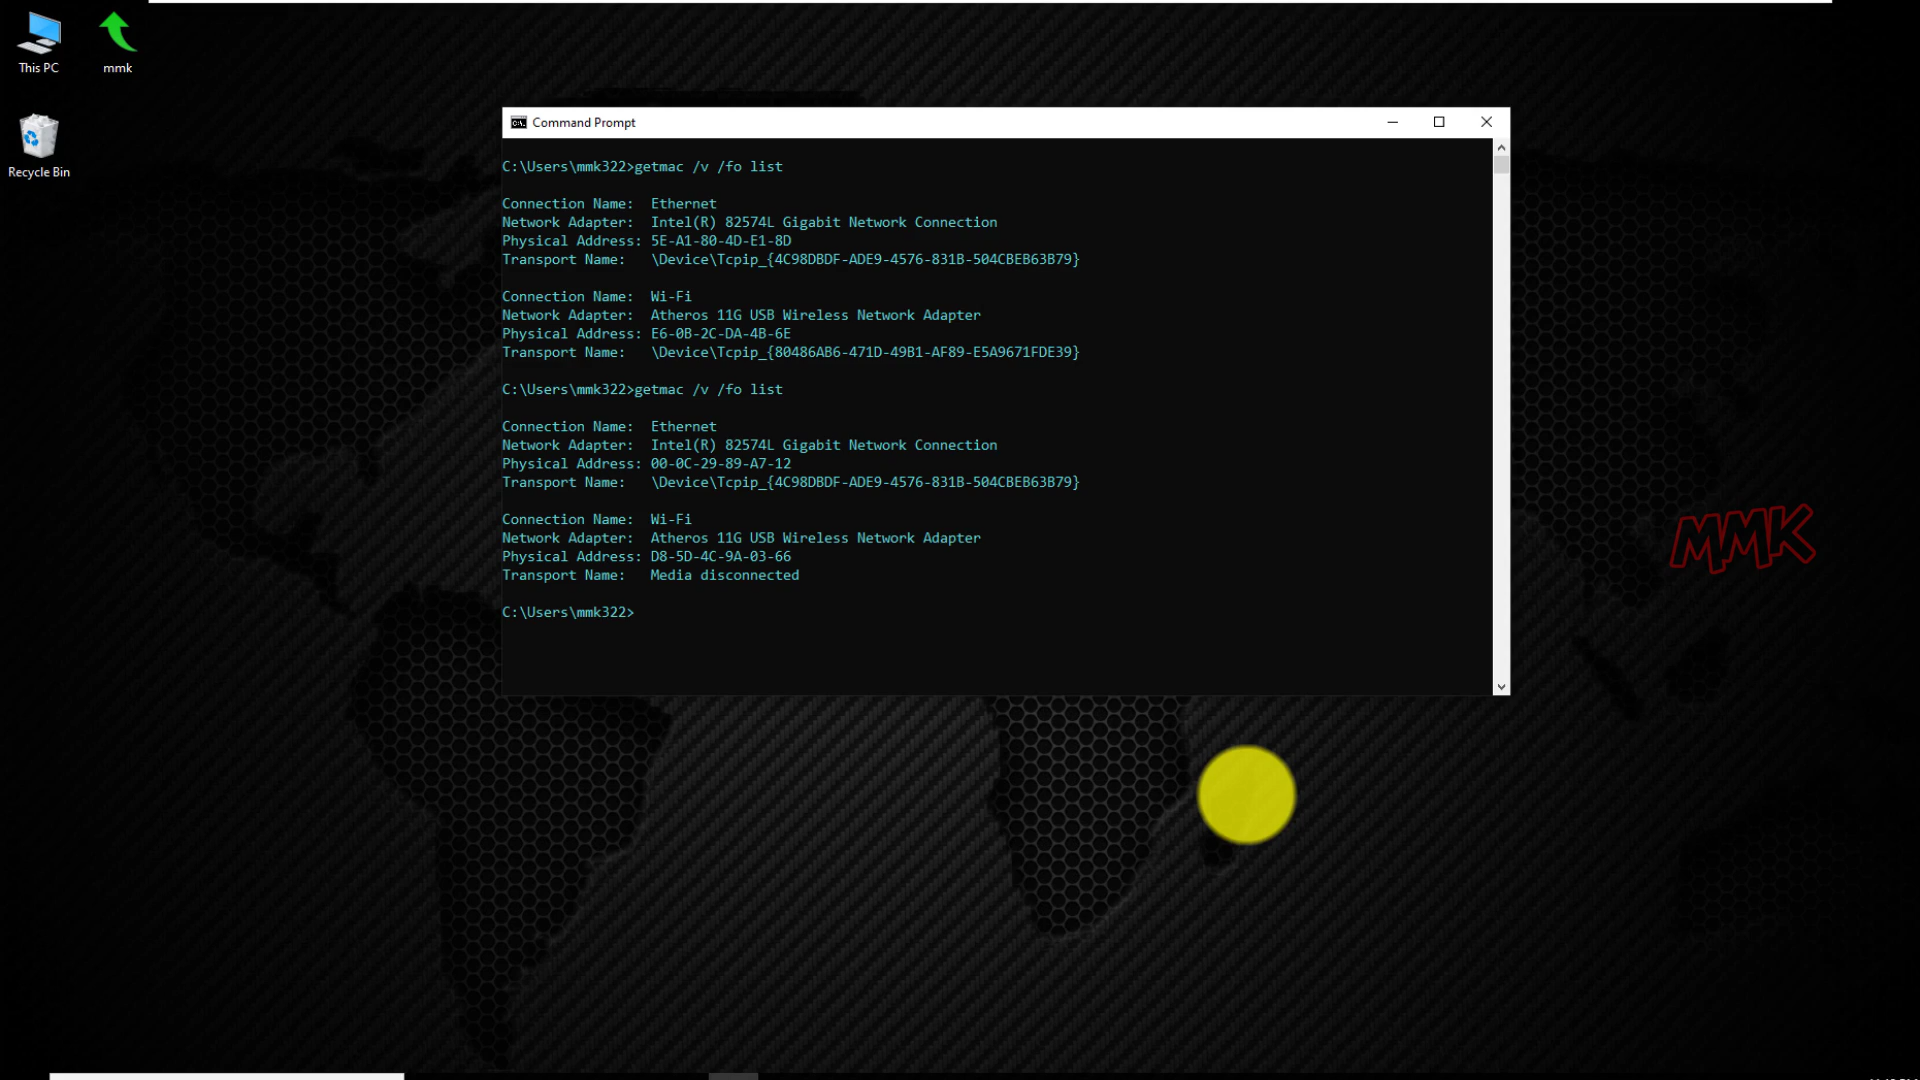 This PC
mmk
Recycle Bin
Command Prompt
C:\Users\mmk322>getmac /v /fo list
Connection Name:  Ethernet
Network Adapter:  Intel(R) 82574L Gigabit Network Connection
Physical Address: 5E-A1-80-4D-E1-8D
Transport Name:   \Device\Tcpip_{4C98DBDF-ADE9-4576-831B-504CBEB63B79}
Connection Name:  Wi-Fi
Network Adapter:  Atheros 11G USB Wireless Network Adapter
Physical Address: E6-0B-2C-DA-4B-6E
Transport Name:   \Device\Tcpip_{80486AB6-471D-49B1-AF89-E5A9671FDE39}
C:\Users\mmk322>getmac /v /fo list
Connection Name:  Ethernet
Network Adapter:  Intel(R) 82574L Gigabit Network Connection
Physical Address: 00-0C-29-89-A7-12
Transport Name:   \Device\Tcpip_{4C98DBDF-ADE9-4576-831B-504CBEB63B79}
Connection Name:  Wi-Fi
Network Adapter:  Atheros 11G USB Wireless Network Adapter
Physical Address: D8-5D-4C-9A-03-66
Transport Name:   Media disconnected
C:\Users\mmk322>
MMK